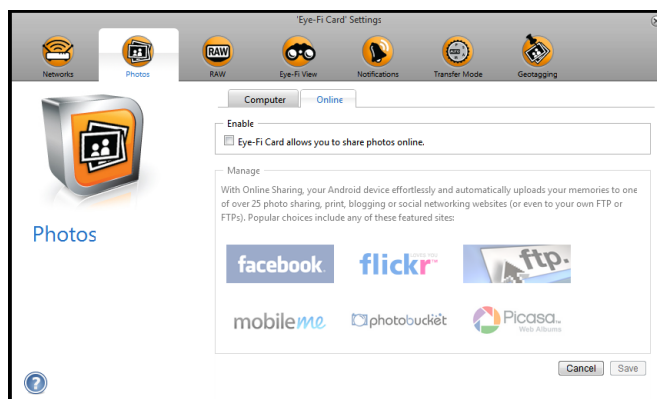 'Eye-Fi Card' Settings
Networks
Photos
RAW
RAW
Eye-Fi View
Notifications
Transfer Mode
Geotagging
Computer
Online
Enable
Eye-Fi Card allows you to share photos online.
Manage
With Online Sharing, your Android device effortlessly and automatically uploads your memories to one
of over 25 photo sharing, print, blogging or social networking websites (or even to your own FTP or
FTPs). Popular choices include any of these featured sites:
Photos
facebook
flickr
ftp.
mobileme
photobucket
Picasa™
Web Albums
Cancel
Save
?